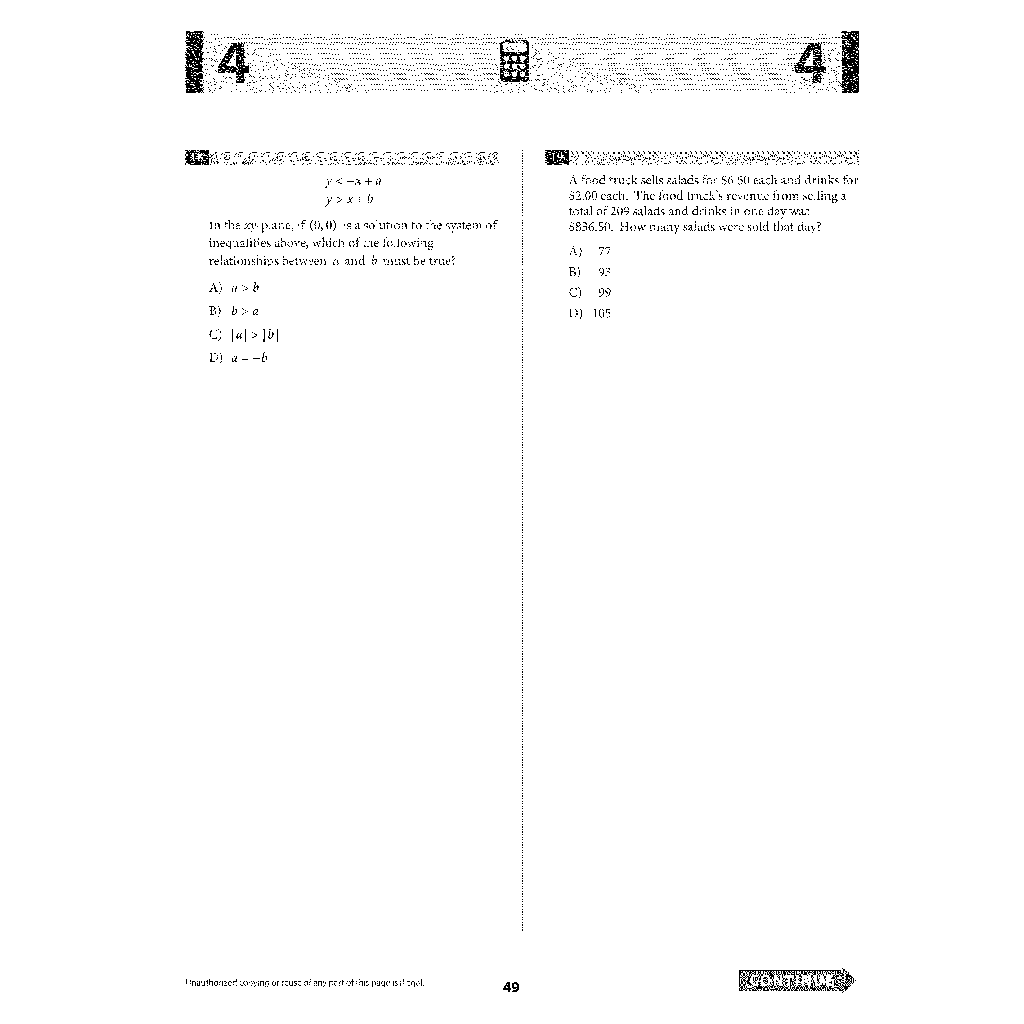 4
4
y < −x + a
y > x + b
In the xy-plane, if (0, 0) is a solution to the system of
inequalities above, which of the following
relationships between a and b must be true?
A) a > b
B) b > a
C) |a| > |b|
D) a = −b
A food truck sells salads for $6.50 each and drinks for
$2.00 each. The food truck's revenue from selling a
total of 209 salads and drinks in one day was
$836.50. How many salads were sold that day?
A) 77
B) 93
C) 99
D) 105
Unauthorized copying or reuse of any part of this page is illegal.
49
CONTINUE